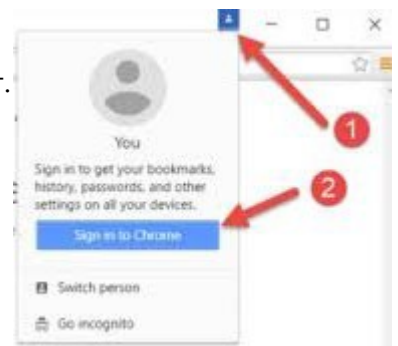 1
You
Sign in to get your bookmarks,
history, passwords, and other
settings on all your devices.
2
Sign in to Chrome
Switch person
Go incognito